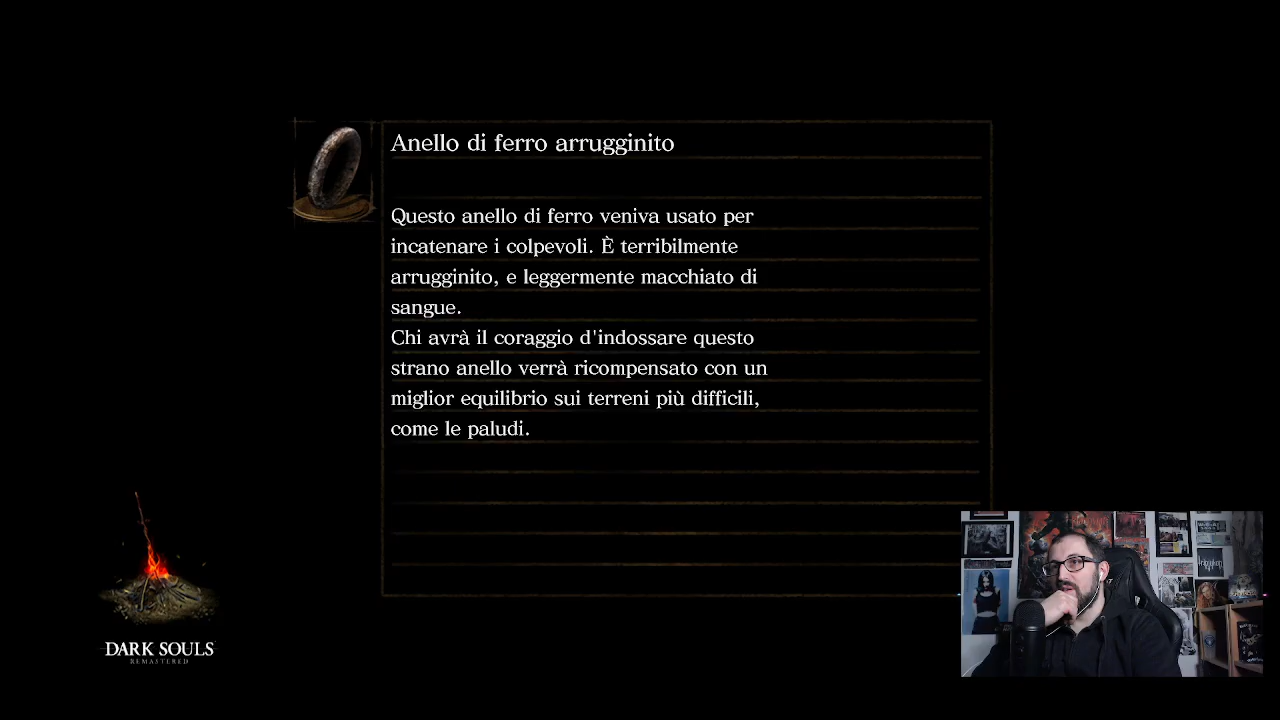 Anello di ferro arrugginito
Questo anello di ferro veniva usato per
incatenare i colpevoli. È terribilmente
arrugginito, e leggermente macchiato di
sangue.
Chi avrà il coraggio d'indossare questo
strano anello verrà ricompensato con un
miglior equilibrio sui terreni più difficili,
come le paludi.
DARK SOULS
REMASTERED